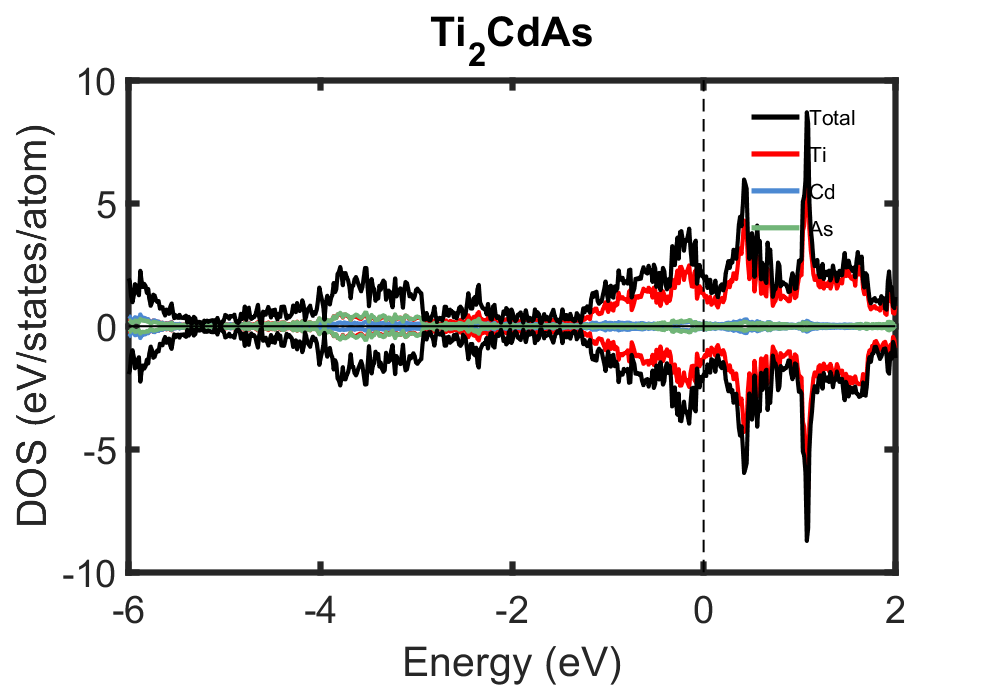 Ti2CdAs
10
5
0
-5
-10
DOS (eV/states/atom)
Total
Ti
Cd
As
-6 -4 -2 0 2
Energy (eV)